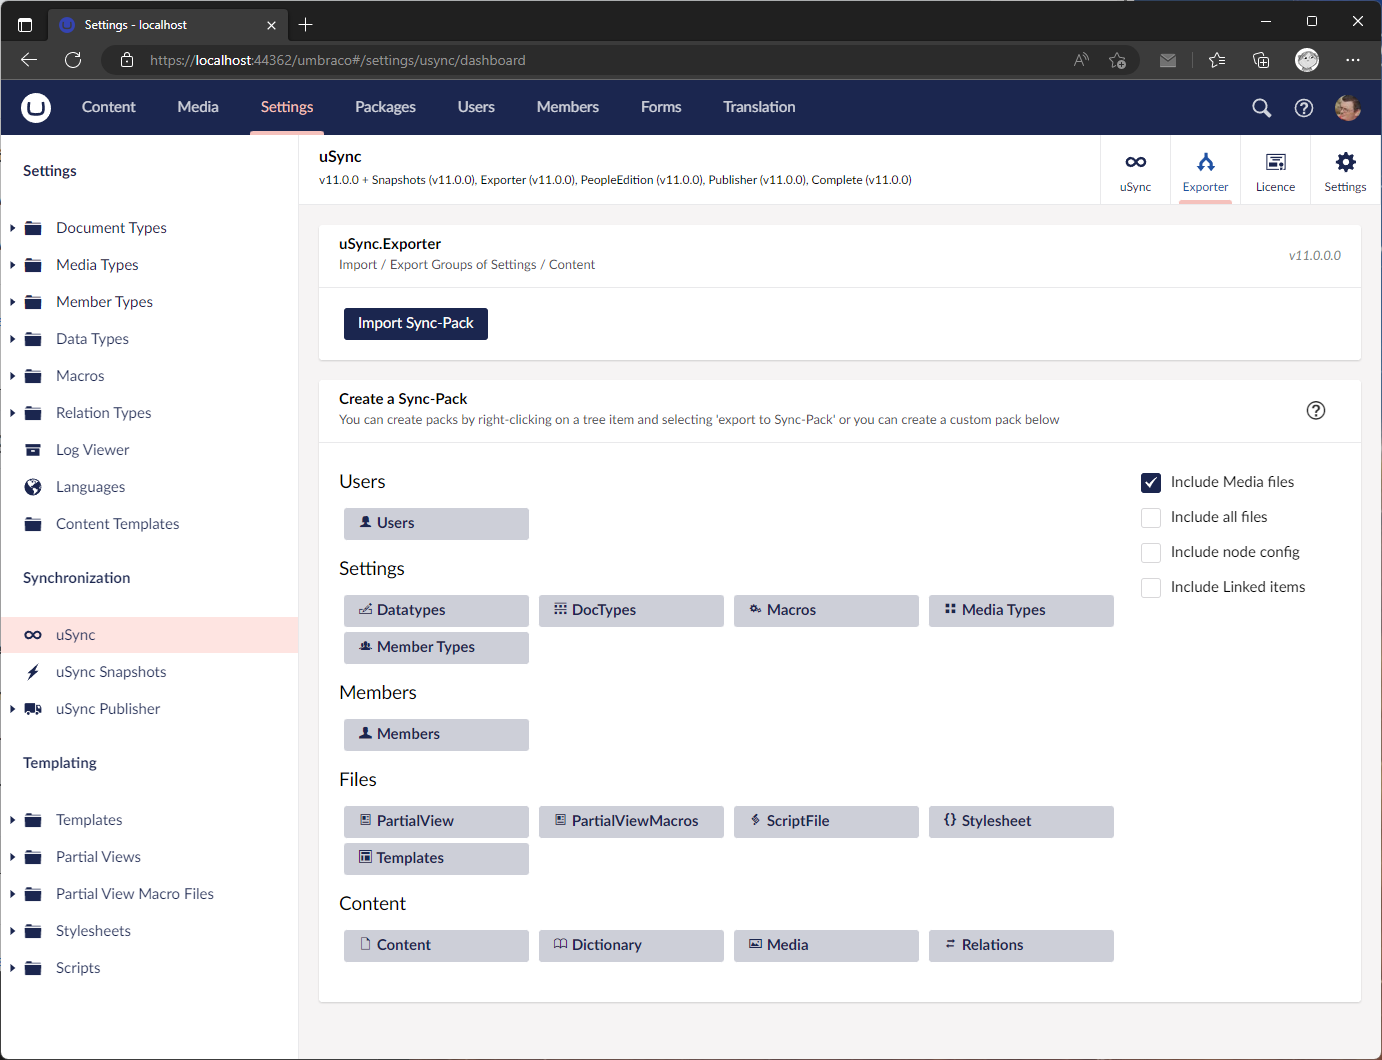 Settings - localhost
https://localhost:44362/umbraco#/settings/usync/dashboard
Content Media Settings Packages Users Members Forms Translation
Settings
Document Types
Media Types
Member Types
Data Types
Macros
Relation Types
Log Viewer
Languages
Content Templates
Synchronization
uSync
uSync Snapshots
uSync Publisher
Templating
Templates
Partial Views
Partial View Macro Files
Stylesheets
Scripts
uSync
v11.0.0 + Snapshots (v11.0.0), Exporter (v11.0.0), PeopleEdition (v11.0.0), Publisher (v11.0.0), Complete (v11.0.0)
uSync Exporter Licence Settings
uSync.Exporter
Import / Export Groups of Settings / Content
v11.0.0.0
Import Sync-Pack
Create a Sync-Pack
You can create packs by right-clicking on a tree item and selecting 'export to Sync-Pack' or you can create a custom pack below
Users
Users
Settings
Datatypes DocTypes Macros Media Types
Member Types
Members
Members
Files
PartialView PartialViewMacros ScriptFile Stylesheet
Templates
Content
Content Dictionary Media Relations
Include Media files
Include all files
Include node config
Include Linked items